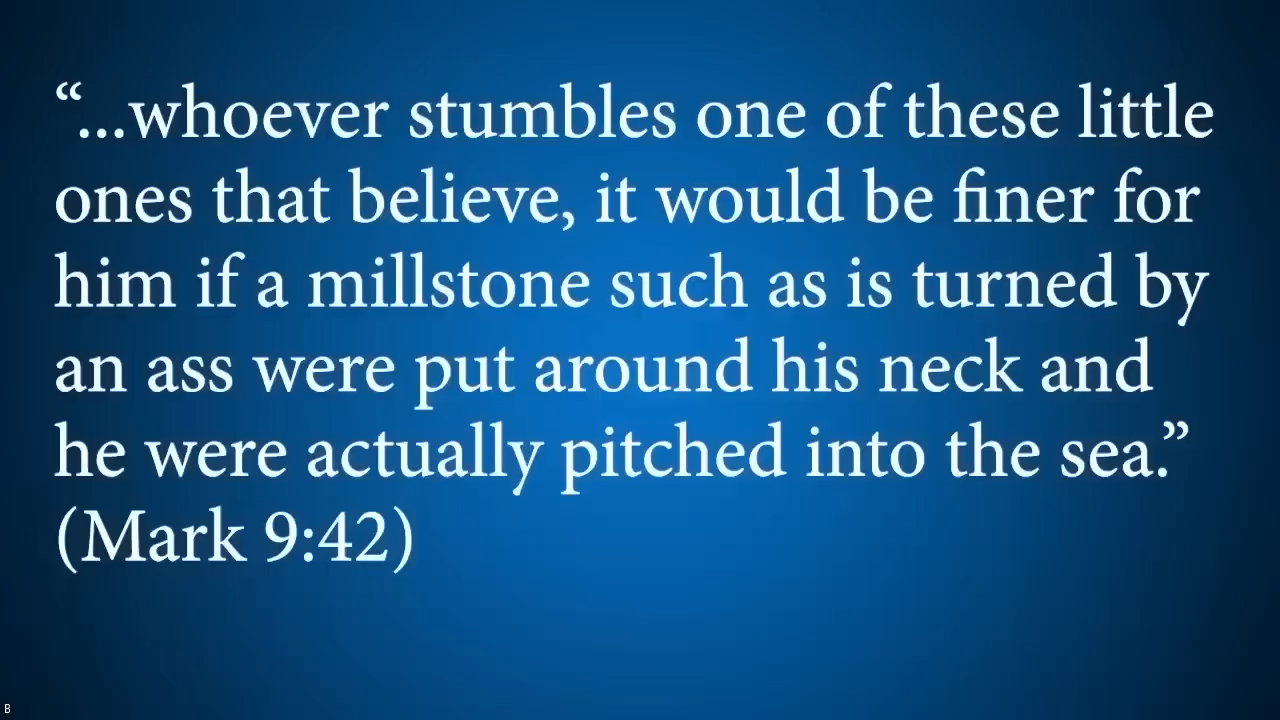 “...whoever stumbles one of these little
ones that believe, it would be finer for
him if a millstone such as is turned by
an ass were put around his neck and
he were actually pitched into the sea.”
(Mark 9:42)
B